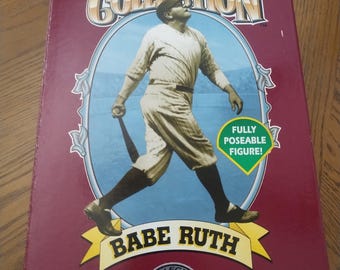 COLLECTION
FULLY
POSEABLE
FIGURE!
BABE RUTH